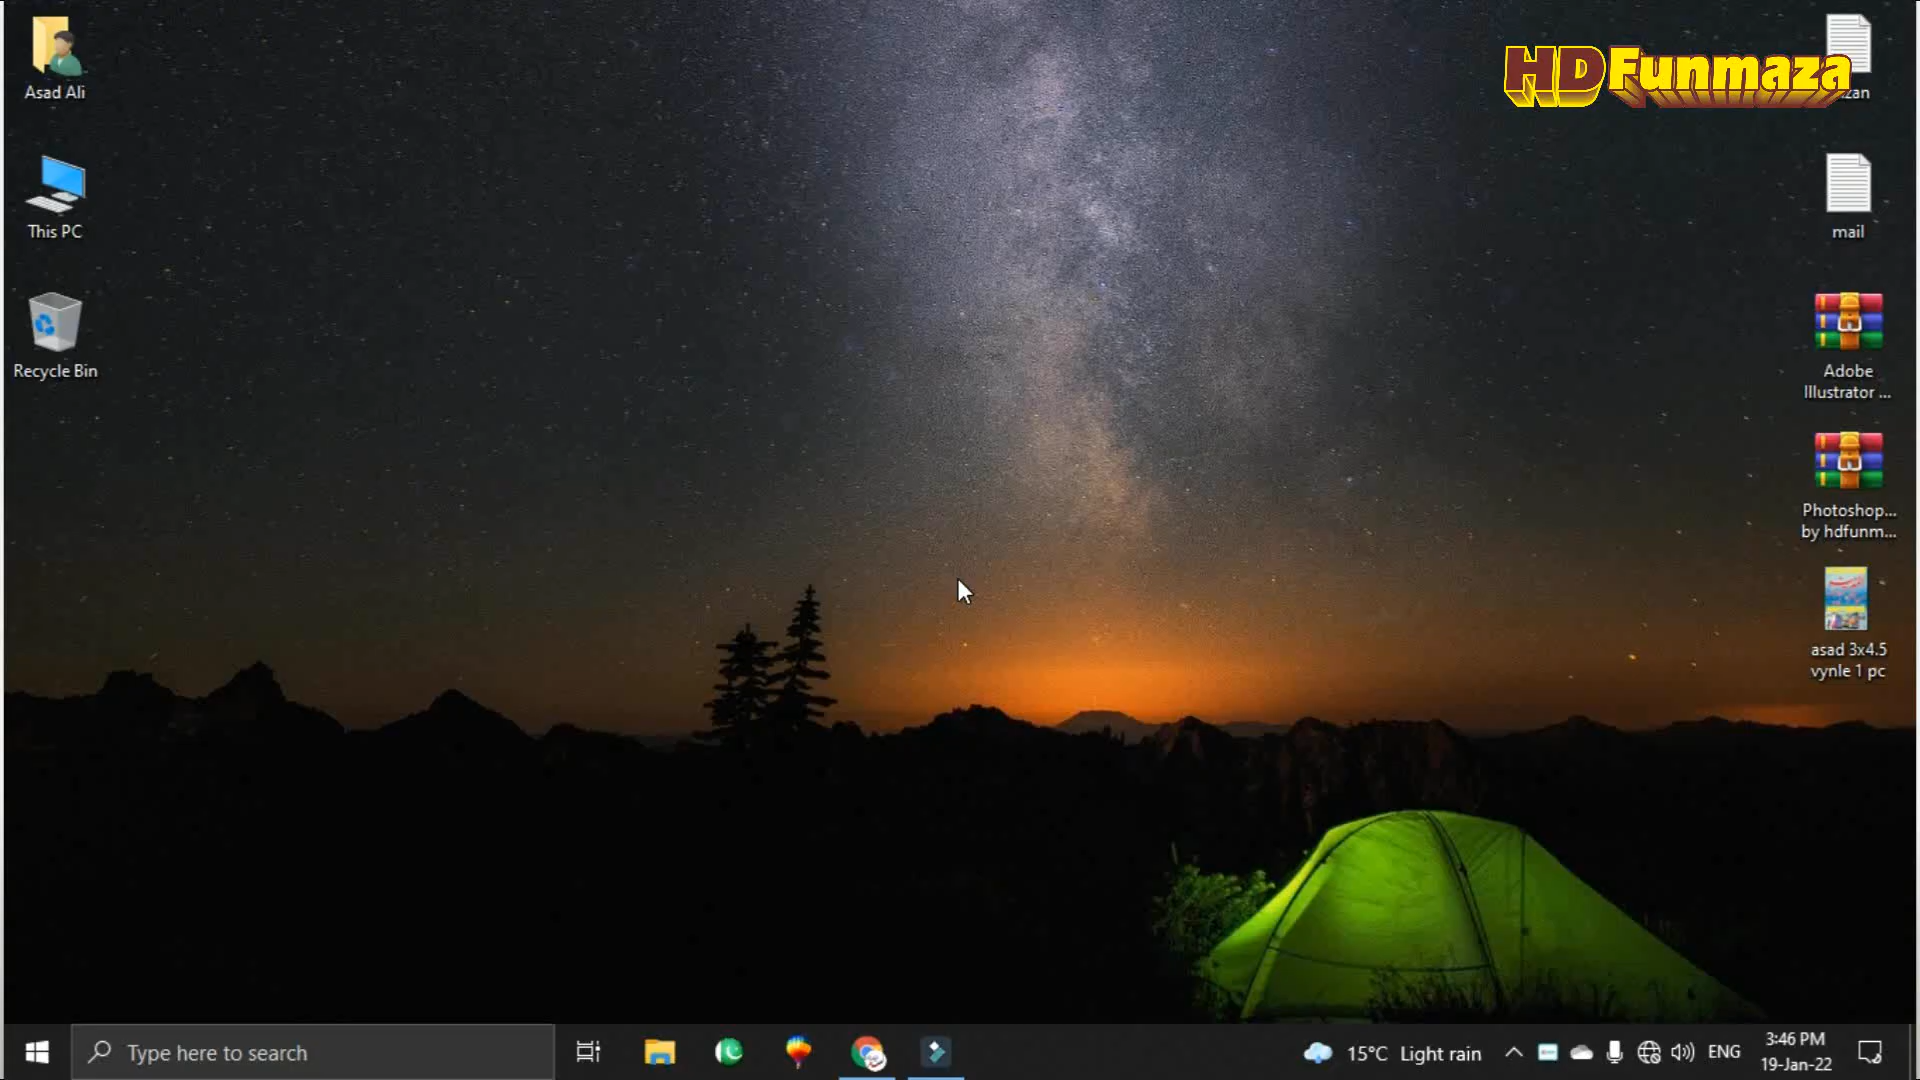 Asad Ali
HDFunmaza
This PC
mail
Recycle Bin
Adobe
Illustrator ...
Photoshop...
by hdfunm...
asad 3x4.5
vynle 1 pc
Type here to search
15°C Light rain
ENG
3:46 PM
19-Jan-22